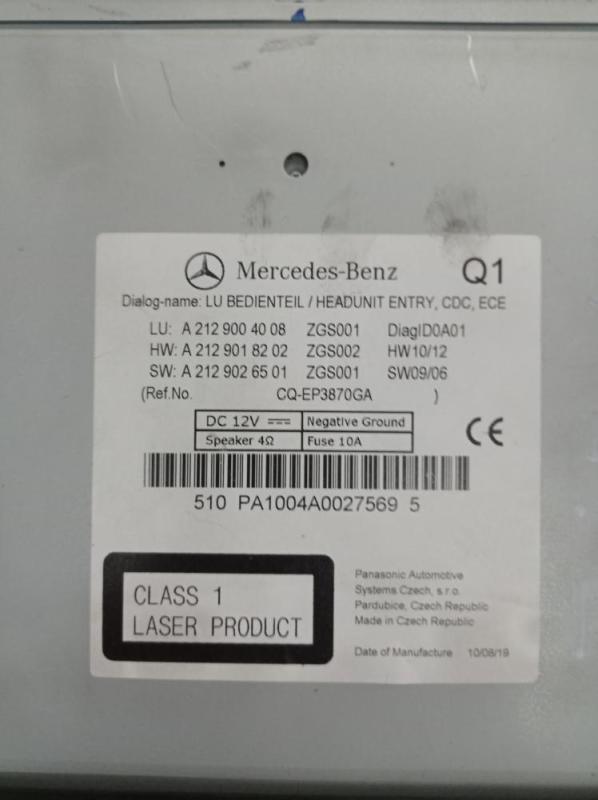 Mercedes-Benz Q1
Dialog-name: LU BEDIENTEIL / HEADUNIT ENTRY, CDC, ECE
LU: A 212 900 40 08 ZGS001 DiagID0A01
HW: A 212 901 82 02 ZGS002 HW10/12
SW: A 212 902 65 01 ZGS001 SW09/06
(Ref.No. CQ-EP3870GA )
DC 12V Negative Ground
Speaker 4Ω Fuse 10A
CE
510 PA1004A0027569 5
CLASS 1
LASER PRODUCT
Panasonic Automotive
Systems Czech, s.r.o.
Pardubice, Czech Republic
Made in Czech Republic
Date of Manufacture 10/08/19